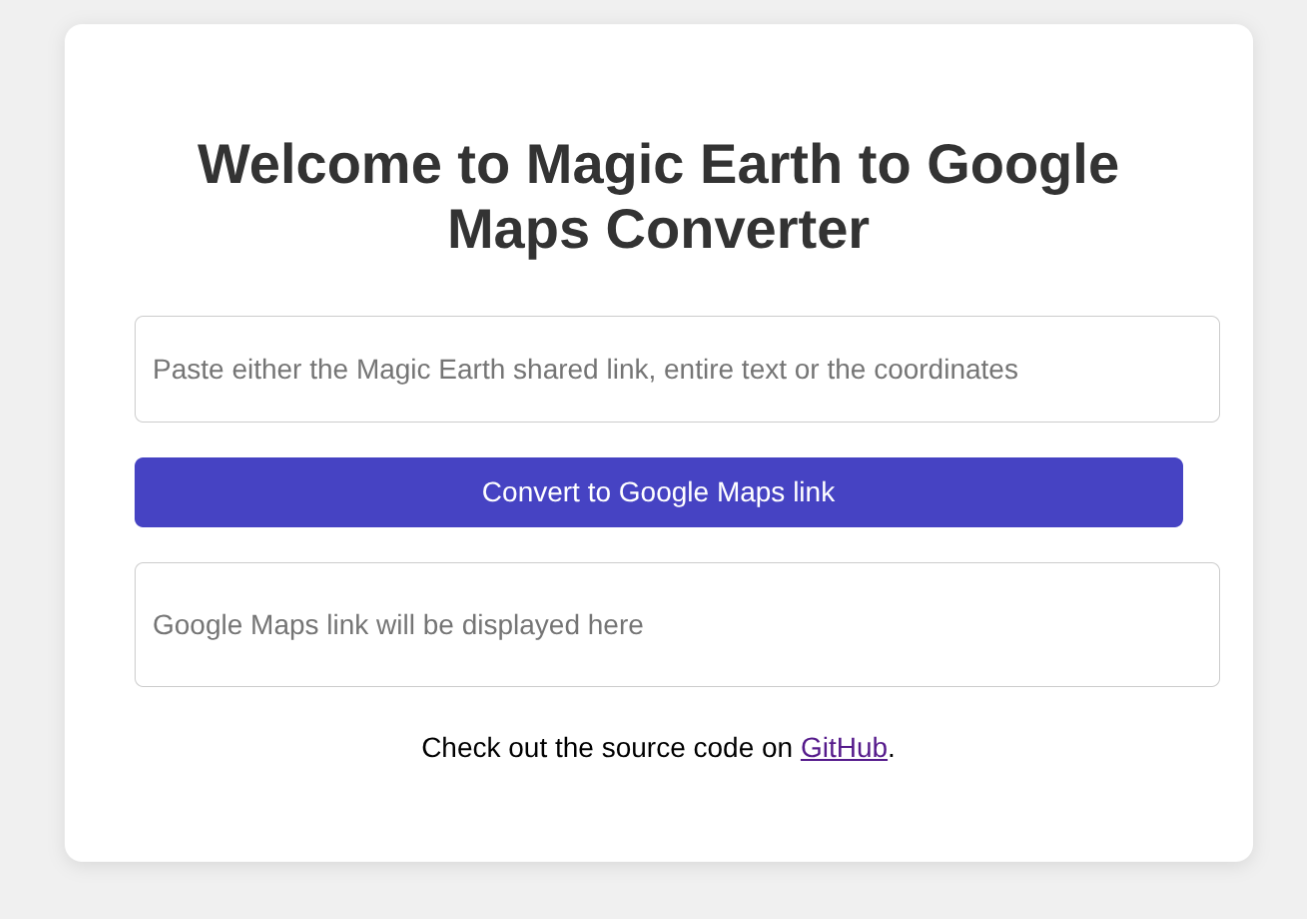 Welcome to Magic Earth to Google
Maps Converter
Paste either the Magic Earth shared link, entire text or the coordinates
Convert to Google Maps link
Google Maps link will be displayed here
Check out the source code on GitHub.